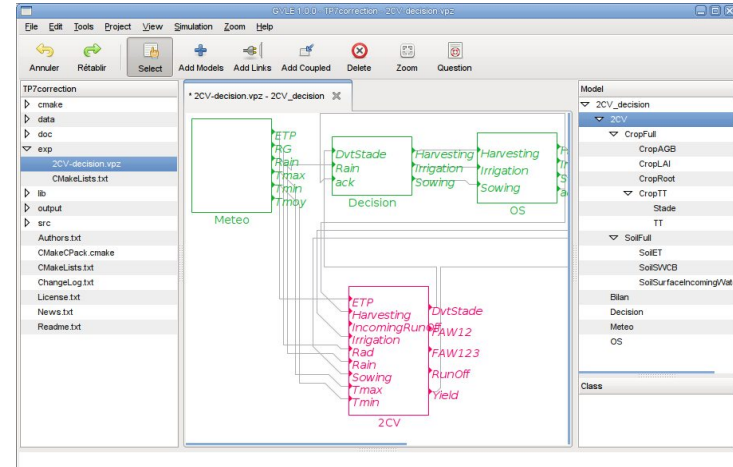 GVLE 1.0.0 - TP7correction - 2CV-decision.vpz
File Edit Tools Project View Simulation Zoom Help
Annuler Rétablir Select Add Models Add Links Add Coupled Delete Zoom Question
TP7correction
cmake
data
doc
exp
2CV-decision.vpz
CMakeLists.txt
lib
output
src
Authors.txt
CMakeCPack.cmake
CMakeLists.txt
ChangeLog.txt
License.txt
News.txt
Readme.txt
* 2CV-decision.vpz - 2CV_decision
ETP
RG
Rain
Tmax
Tmin
Tmoy
Meteo
DvtStade
Rain
ack
Harvesting
Irrigation
Sowing
Decision
Harvesting
Irrigation
Sowing
OS
ETP
Harvesting
IncomingRunOff
Irrigation
Rad
Rain
Sowing
Tmax
Tmin
DvtStade
FAW12
FAW123
RunOff
Yield
2CV
Model
2CV_decision
2CV
CropFull
CropAGB
CropLAI
CropRoot
CropTT
Stade
TT
SoilFull
SoilET
SoilSWCB
SoilSurfaceIncomingWat
Bilan
Decision
Meteo
OS
Class